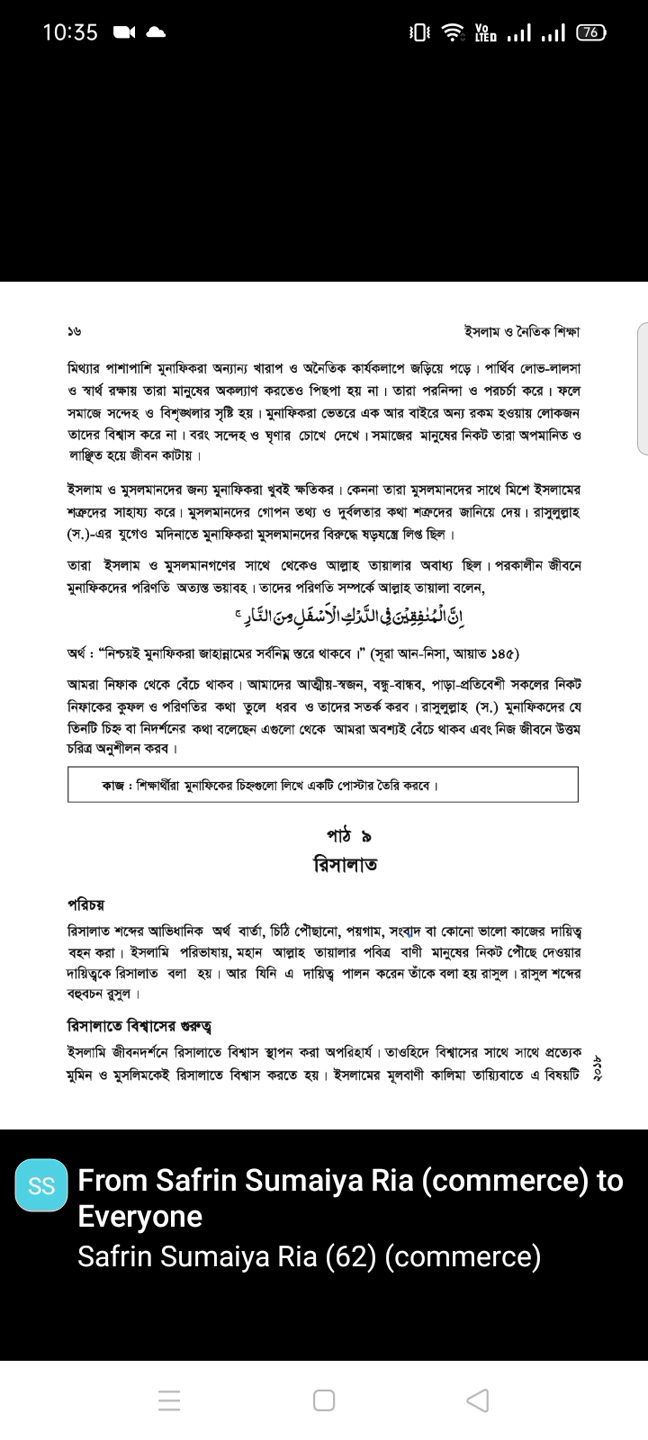 10:35
Vo LTED
76
১৬
ইসলাম ও নৈতিক শিক্ষা
মিথ্যার পাশাপাশি মুনাফিকরা অন্যান্য খারাপ ও অনৈতিক কার্যকলাপে জড়িয়ে পড়ে। পার্থিব লোভ-লালসা
ও স্বার্থ রক্ষায় তারা মানুষের অকল্যাণ করতেও পিছপা হয় না। তারা পরনিন্দা ও পরচর্চা করে। ফলে
সমাজে সন্দেহ ও বিশৃঙ্খলার সৃষ্টি হয়। মুনাফিকরা ভেতরে এক আর বাইরে অন্য রকম হওয়ায় লোকজন
তাদের বিশ্বাস করে না। বরং সন্দেহ ও ঘৃণার চোখে দেখে। সমাজের মানুষের নিকট তারা অপমানিত ও
লাঞ্ছিত হয়ে জীবন কাটায়।
ইসলাম ও মুসলমানদের জন্য মুনাফিকরা খুবই ক্ষতিকর। কেননা তারা মুসলমানদের সাথে মিশে ইসলামের
শত্রুদের সাহায্য করে। মুসলমানদের গোপন তথ্য ও দুর্বলতার কথা শত্রুদের জানিয়ে দেয়। রাসুলুল্লাহ
(স.)-এর যুগেও মদিনাতে মুনাফিকরা মুসলমানদের বিরুদ্ধে ষড়যন্ত্রে লিপ্ত ছিল।
তারা ইসলাম ও মুসলমানগণের সাথে থেকেও আল্লাহ তায়ালার অবাধ্য ছিল। পরকালীন জীবনে
মুনাফিকদের পরিণতি অত্যন্ত ভয়াবহ। তাদের পরিণতি সম্পর্কে আল্লাহ তায়ালা বলেন,
اِنَّ الْمُنٰفِقِيْنَ فِى الدَّرْكِ الْاَسْفَلِ مِنَ النَّارِ ۚ
অর্থ : “নিশ্চয়ই মুনাফিকরা জাহান্নামের সর্বনিম্ন স্তরে থাকবে।” (সূরা আন-নিসা, আয়াত ১৪৫)
আমরা নিফাক থেকে বেঁচে থাকব। আমাদের আত্মীয়-স্বজন, বন্ধু-বান্ধব, পাড়া-প্রতিবেশী সকলের নিকট
নিফাকের কুফল ও পরিণতির কথা তুলে ধরব ও তাদের সতর্ক করব। রাসুলুল্লাহ (স.) মুনাফিকদের যে
তিনটি চিহ্ন বা নিদর্শনের কথা বলেছেন এগুলো থেকে আমরা অবশ্যই বেঁচে থাকব এবং নিজ জীবনে উত্তম
চরিত্র অনুশীলন করব।
কাজ : শিক্ষার্থীরা মুনাফিকের চিহ্নগুলো লিখে একটি পোস্টার তৈরি করবে।
পাঠ ৯
রিসালাত
পরিচয়
রিসালাত শব্দের আভিধানিক অর্থ বার্তা, চিঠি পৌঁছানো, পয়গাম, সংবাদ বা কোনো ভালো কাজের দায়িত্ব
বহন করা। ইসলামি পরিভাষায়, মহান আল্লাহ তায়ালার পবিত্র বাণী মানুষের নিকট পৌঁছে দেওয়ার
দায়িত্বকে রিসালাত বলা হয়। আর যিনি এ দায়িত্ব পালন করেন তাঁকে বলা হয় রাসুল। রাসুল শব্দের
বহুবচন রুসুল।
রিসালাতে বিশ্বাসের গুরুত্ব
ইসলামি জীবনদর্শনে রিসালাতে বিশ্বাস স্থাপন করা অপরিহার্য। তাওহিদে বিশ্বাসের সাথে সাথে প্রত্যেক
মুমিন ও মুসলিমকেই রিসালাতে বিশ্বাস করতে হয়। ইসলামের মূলবাণী কালিমা তায়্যিবাতে এ বিষয়টি
২০১৮
SS
From Safrin Sumaiya Ria (commerce) to
Everyone
Safrin Sumaiya Ria (62) (commerce)